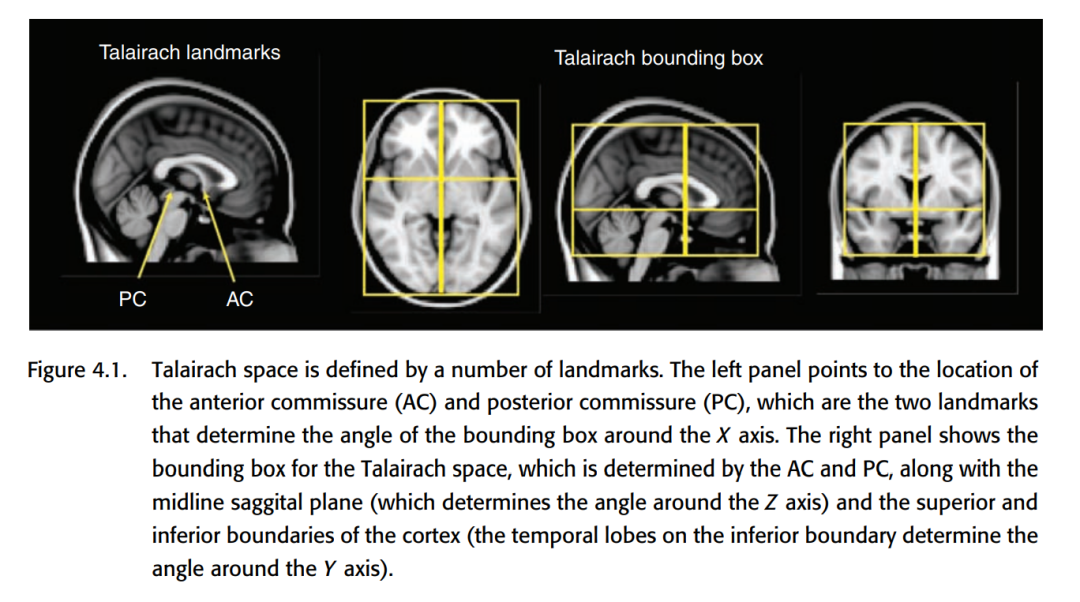 Talairach landmarks
Talairach bounding box
PC
AC
Figure 4.1. Talairach space is defined by a number of landmarks. The left panel points to the location of
the anterior commissure (AC) and posterior commissure (PC), which are the two landmarks
that determine the angle of the bounding box around the X axis. The right panel shows the
bounding box for the Talairach space, which is determined by the AC and PC, along with the
midline saggital plane (which determines the angle around the Z axis) and the superior and
inferior boundaries of the cortex (the temporal lobes on the inferior boundary determine the
angle around the Y axis).